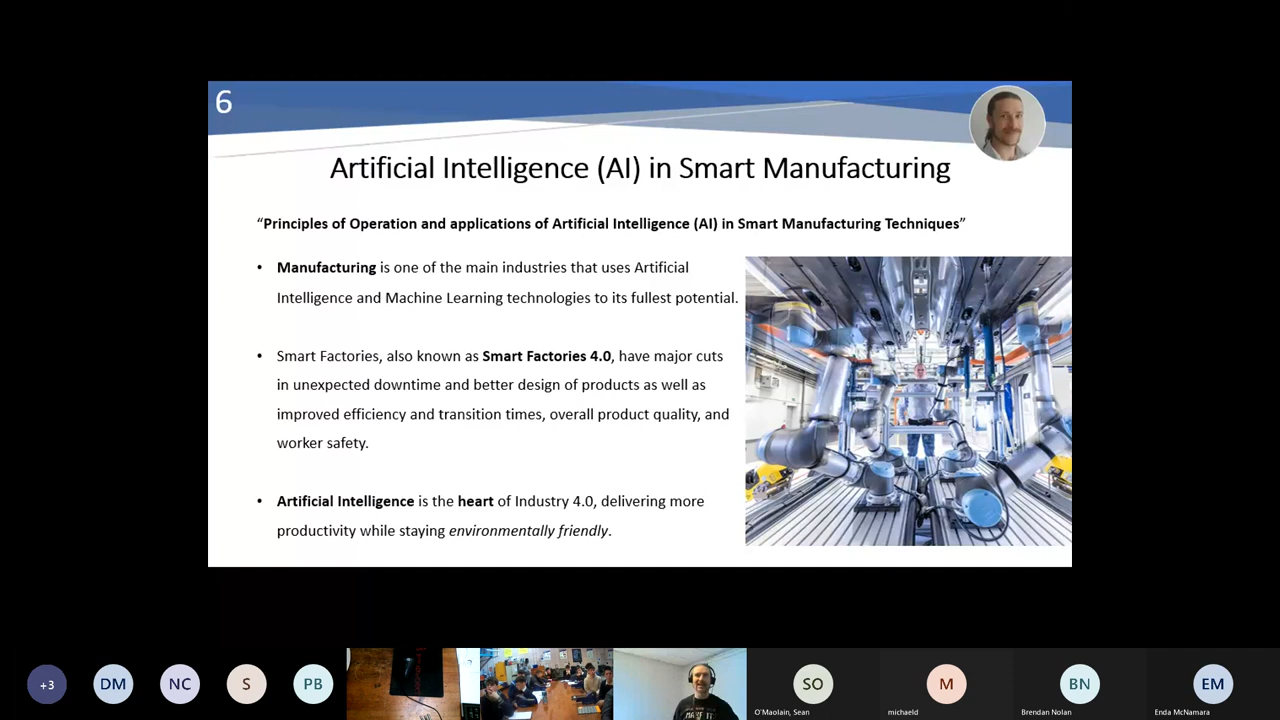 6
Artificial Intelligence (AI) in Smart Manufacturing
“Principles of Operation and applications of Artificial Intelligence (AI) in Smart Manufacturing Techniques”
• Manufacturing is one of the main industries that uses Artificial
Intelligence and Machine Learning technologies to its fullest potential.
• Smart Factories, also known as Smart Factories 4.0, have major cuts
in unexpected downtime and better design of products as well as
improved efficiency and transition times, overall product quality, and
worker safety.
• Artificial Intelligence is the heart of Industry 4.0, delivering more
productivity while staying environmentally friendly.
+3
DM
NC
S
PB
SO
O'Maolain, Sean
M
michaeld
BN
Brendan Nolan
EM
Enda McNamara